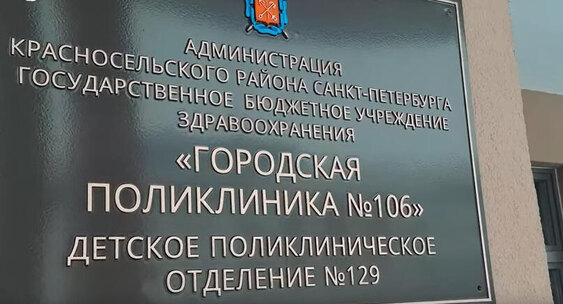 АДМИНИСТРАЦИЯ
КРАСНОСЕЛЬСКОГО РАЙОНА САНКТ-ПЕТЕРБУРГА
ГОСУДАРСТВЕННОЕ БЮДЖЕТНОЕ УЧРЕЖДЕНИЕ
ЗДРАВООХРАНЕНИЯ
«ГОРОДСКАЯ
ПОЛИКЛИНИКА №106»
ДЕТСКОЕ ПОЛИКЛИНИЧЕСКОЕ
ОТДЕЛЕНИЕ №129